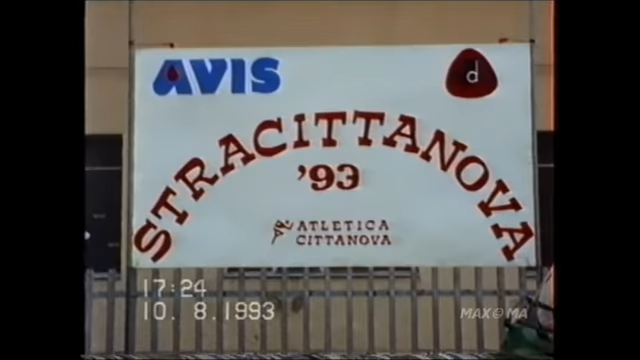 AVIS
d
STRACITTANOVA
'93
ATLETICA
CITTANOVA
17:24
10. 8.1993
MAX©MA